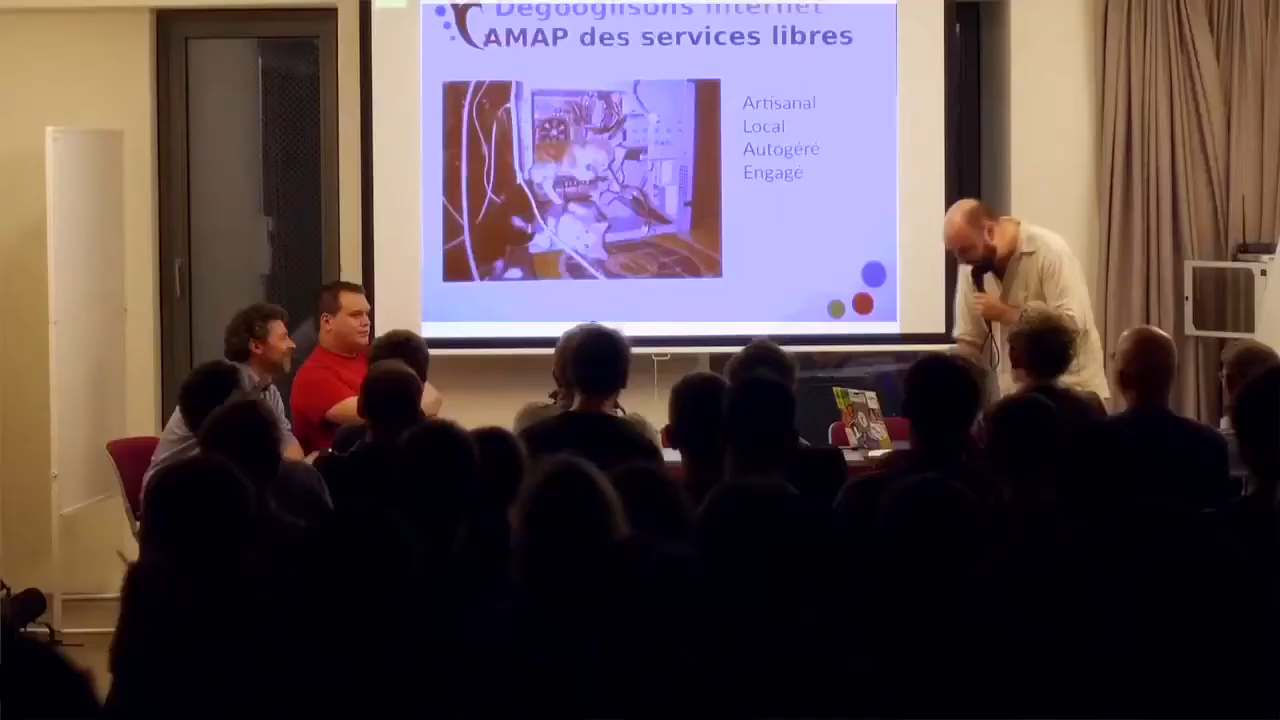 Dégooglisons Internet
AMAP des services libres
Artisanal
Local
Autogéré
Engagé